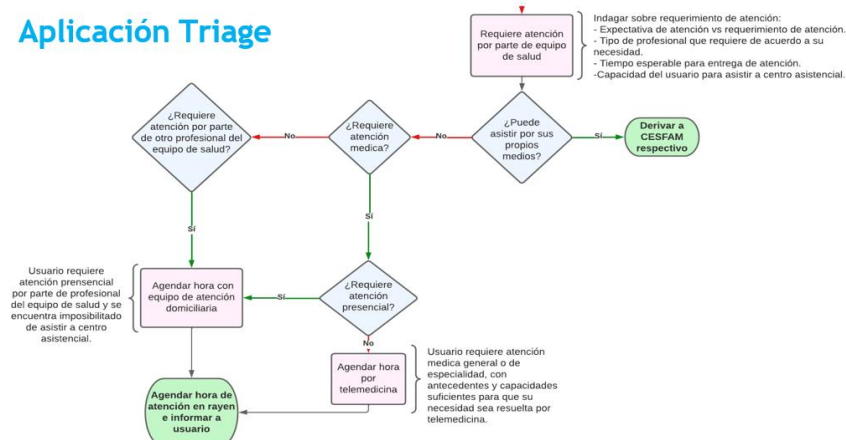 Aplicación Triage
Requiere atención
por parte de equipo
de salud
Indagar sobre requerimiento de atención:
- Expectativa de atención vs requerimiento de atención.
- Tipo de profesional que requiere de acuerdo a su
necesidad.
- Tiempo esperable para entrega de atención.
-Capacidad del usuario para asistir a centro asistencial.
¿Requiere
atención por parte
de otro profesional del
equipo de salud?
No
¿Requiere
atención
medica?
No
¿Puede
asistir por sus
propios
medios?
Sí
Derivar a
CESFAM
respectivo
Sí
Sí
Usuario requiere
atención prensencial
por parte de profesional
del equipo de salud y se
encuentra imposibilitado
de asistir a centro
asistencial.
Agendar hora con
equipo de atención
domiciliaria
Sí
¿Requiere
atención
presencial?
No
Agendar hora
por
telemedicina
Usuario requiere atención
medica general o de
especialidad, con
antecedentes y capacidades
suficientes para que su
necesidad sea resuelta por
telemedicina.
Agendar hora de
atención en rayen
e informar a
usuario